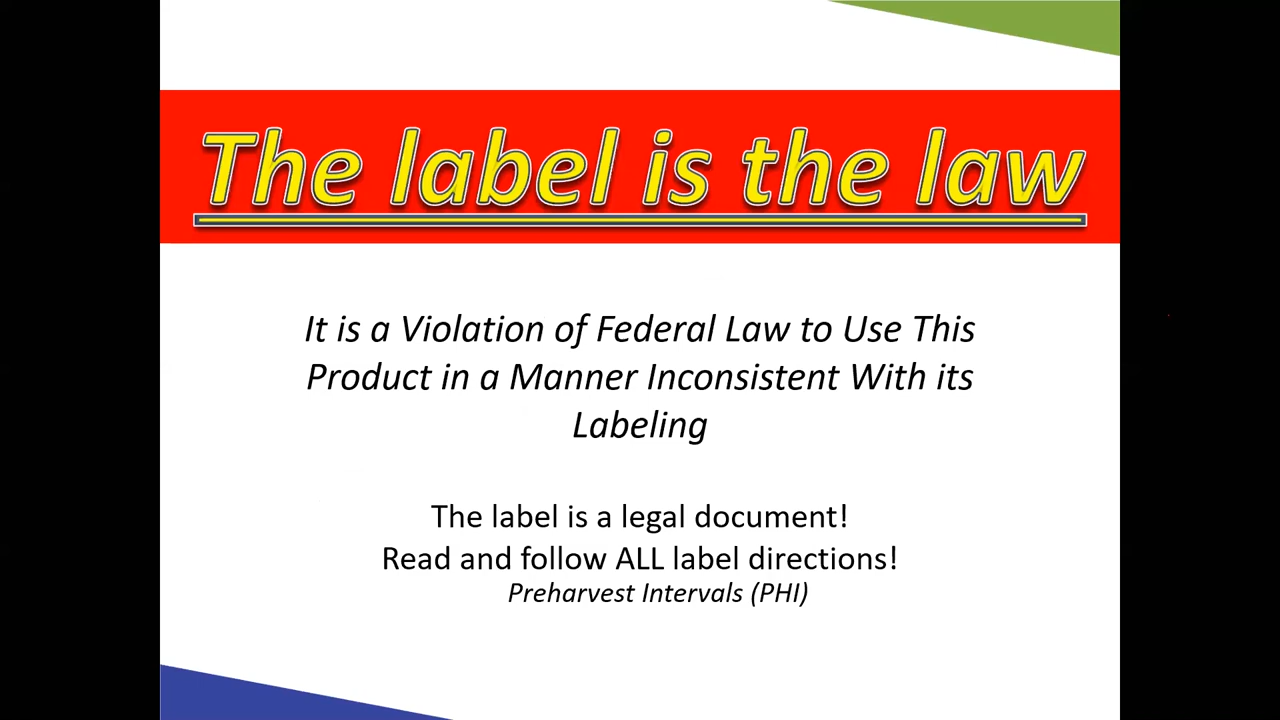 The label is the law
It is a Violation of Federal Law to Use This
Product in a Manner Inconsistent With its
Labeling
The label is a legal document!
Read and follow ALL label directions!
Preharvest Intervals (PHI)